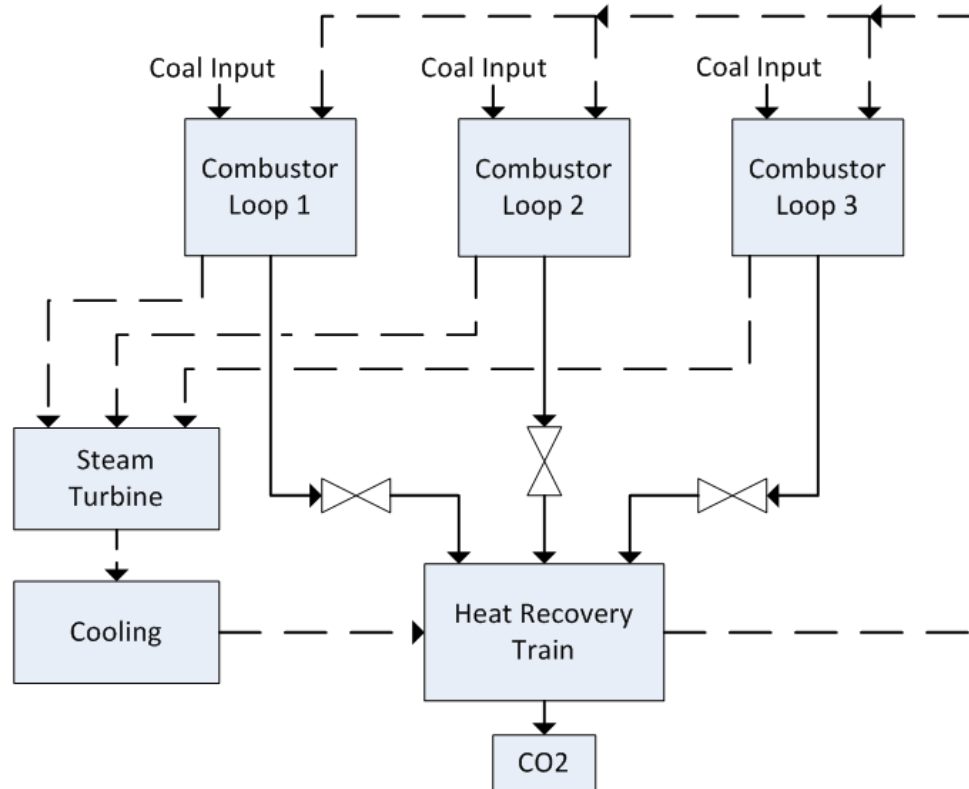 Coal Input
Coal Input
Coal Input
Combustor
Loop 1
Combustor
Loop 2
Combustor
Loop 3
Steam
Turbine
Cooling
Heat Recovery
Train
CO2